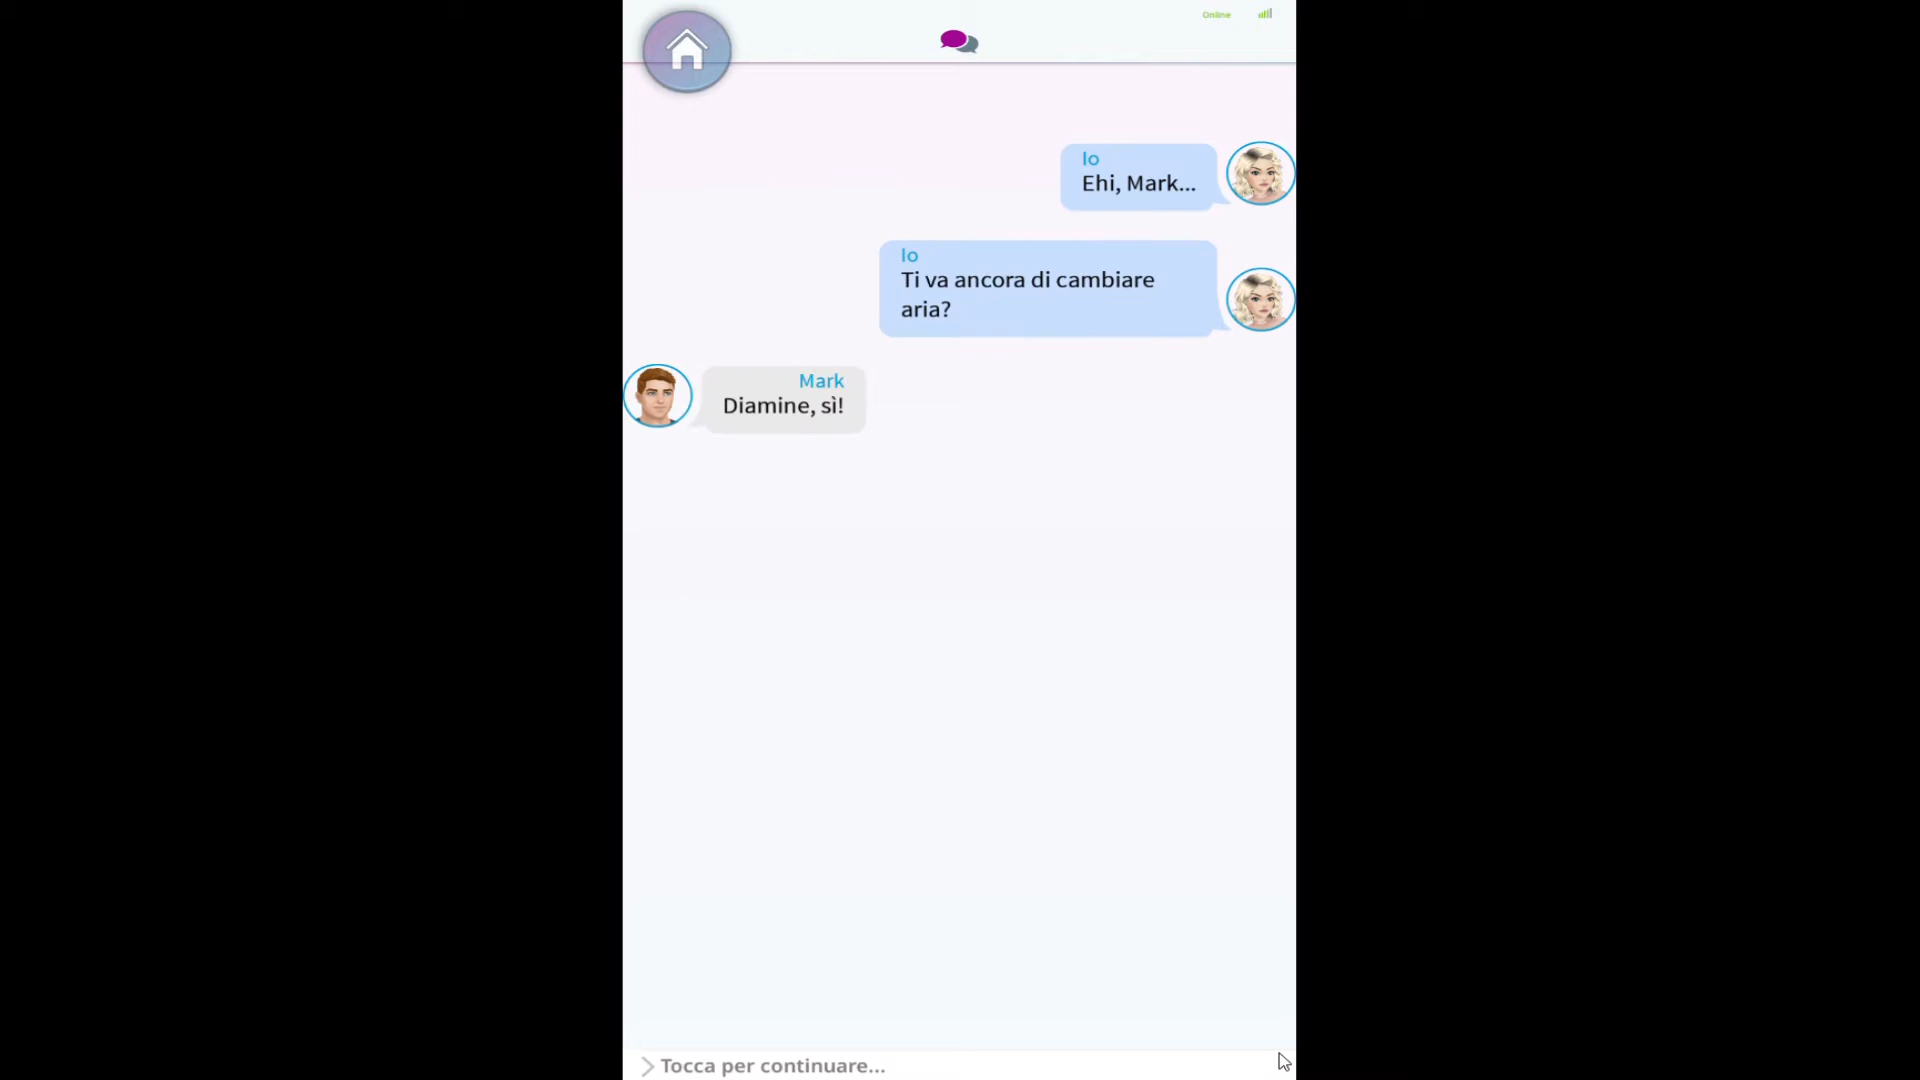 Online
Io
Ehi, Mark...
Io
Ti va ancora di cambiare
aria?
Mark
Diamine, sì!
Tocca per continuare...